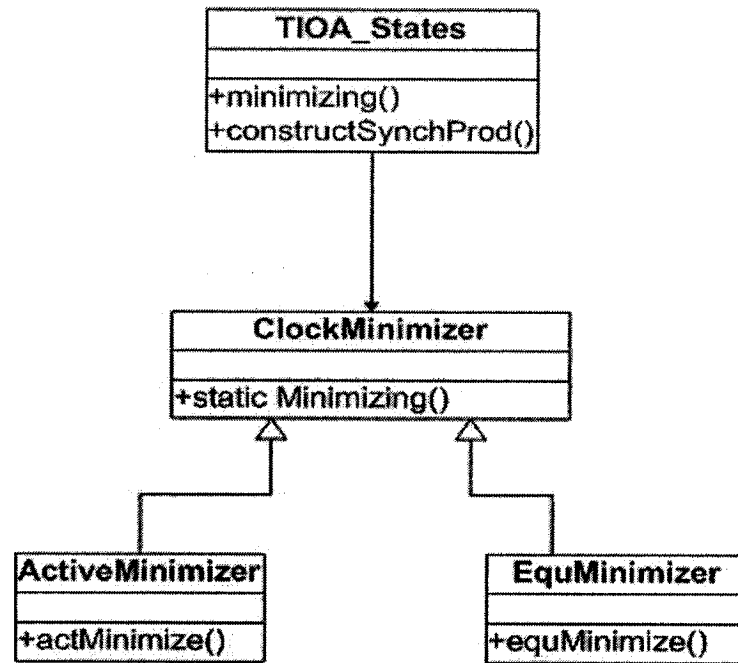 TIOA_States
+minimizing()
+constructSynchProd()
ClockMinimizer
+static Minimizing()
ActiveMinimizer
+actMinimize()
EquMinimizer
+equMinimize()